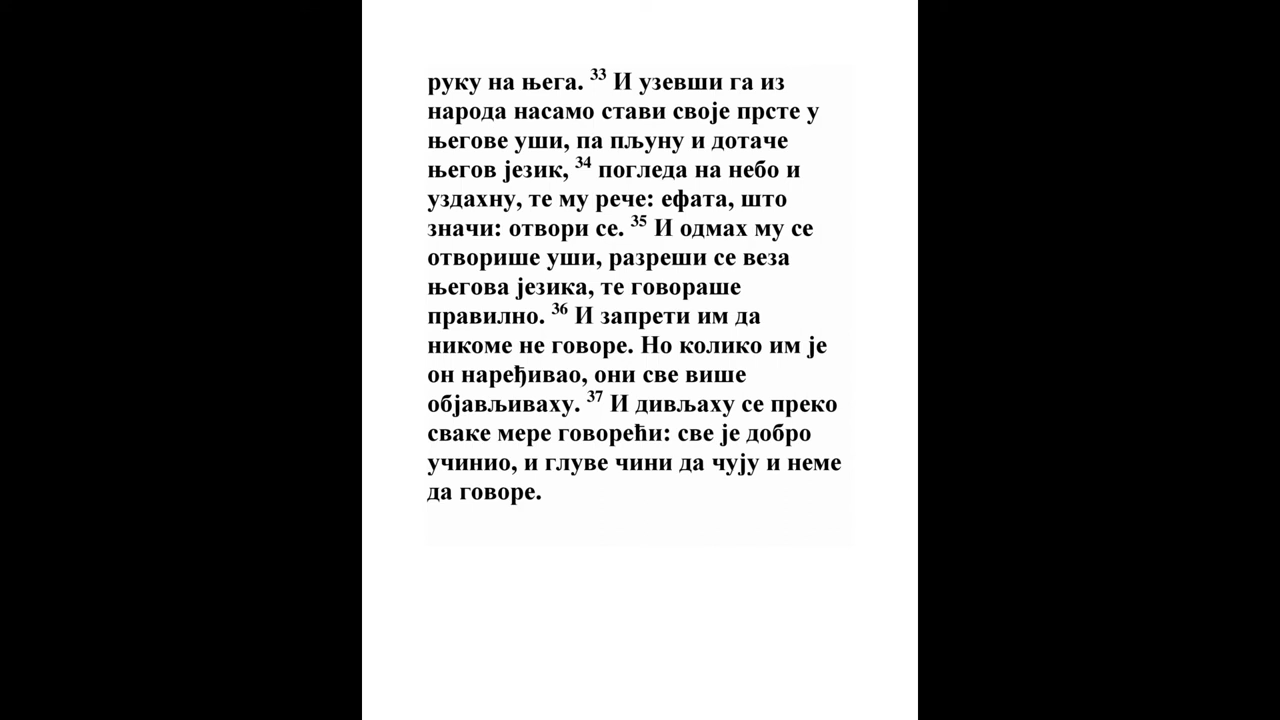 руку на њега. 33 И узевши га из
народа насамо стави своје прсте у
његове уши, па пљуну и дотаче
његов језик, 34 погледа на небо и
уздахну, те му рече: ефата, што
значи: отвори се. 35 И одмах му се
отворише уши, разреши се веза
његова језика, те говораше
правилно. 36 И запрети им да
никоме не говоре. Но колико им је
он наређивао, они све више
објављиваху. 37 И дивљаху се преко
сваке мере говорећи: све је добро
учинио, и глуве чини да чују и неме
да говоре.